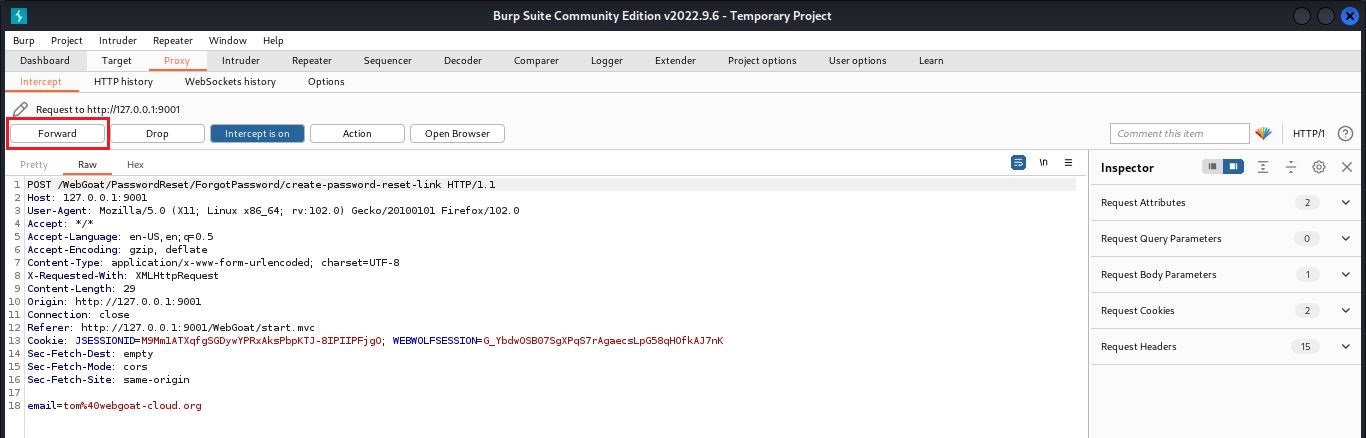 Burp Suite Community Edition v2022.9.6 - Temporary Project
Burp Project Intruder Repeater Window Help
Dashboard Target Proxy Intruder Repeater Sequencer Decoder Comparer Logger Extender Project options User options Learn
Intercept HTTP history WebSockets history Options
Request to http://127.0.0.1:9001
Forward Drop Intercept is on Action Open Browser Comment this item HTTP/1 ?
Pretty Raw Hex \n Inspector
1 POST /WebGoat/PasswordReset/ForgotPassword/create-password-reset-link HTTP/1.1
2 Host: 127.0.0.1:9001
3 User-Agent: Mozilla/5.0 (X11; Linux x86_64; rv:102.0) Gecko/20100101 Firefox/102.0
4 Accept: */*
5 Accept-Language: en-US,en;q=0.5
6 Accept-Encoding: gzip, deflate
7 Content-Type: application/x-www-form-urlencoded; charset=UTF-8
8 X-Requested-With: XMLHttpRequest
9 Content-Length: 29
10 Origin: http://127.0.0.1:9001
11 Connection: close
12 Referer: http://127.0.0.1:9001/WebGoat/start.mvc
13 Cookie: JSESSIONID=M9Mm1ATXqfgSGDywYPRxAksPbpKTJ-8IPIIPFjgO; WEBWOLFSESSION=G_YbdwOSB07SgXPqS7rAgaecsLpG58qHOfkAJ7nK
14 Sec-Fetch-Dest: empty
15 Sec-Fetch-Mode: cors
16 Sec-Fetch-Site: same-origin
17
18 email=tom%40webgoat-cloud.org
Request Attributes 2
Request Query Parameters 0
Request Body Parameters 1
Request Cookies 2
Request Headers 15